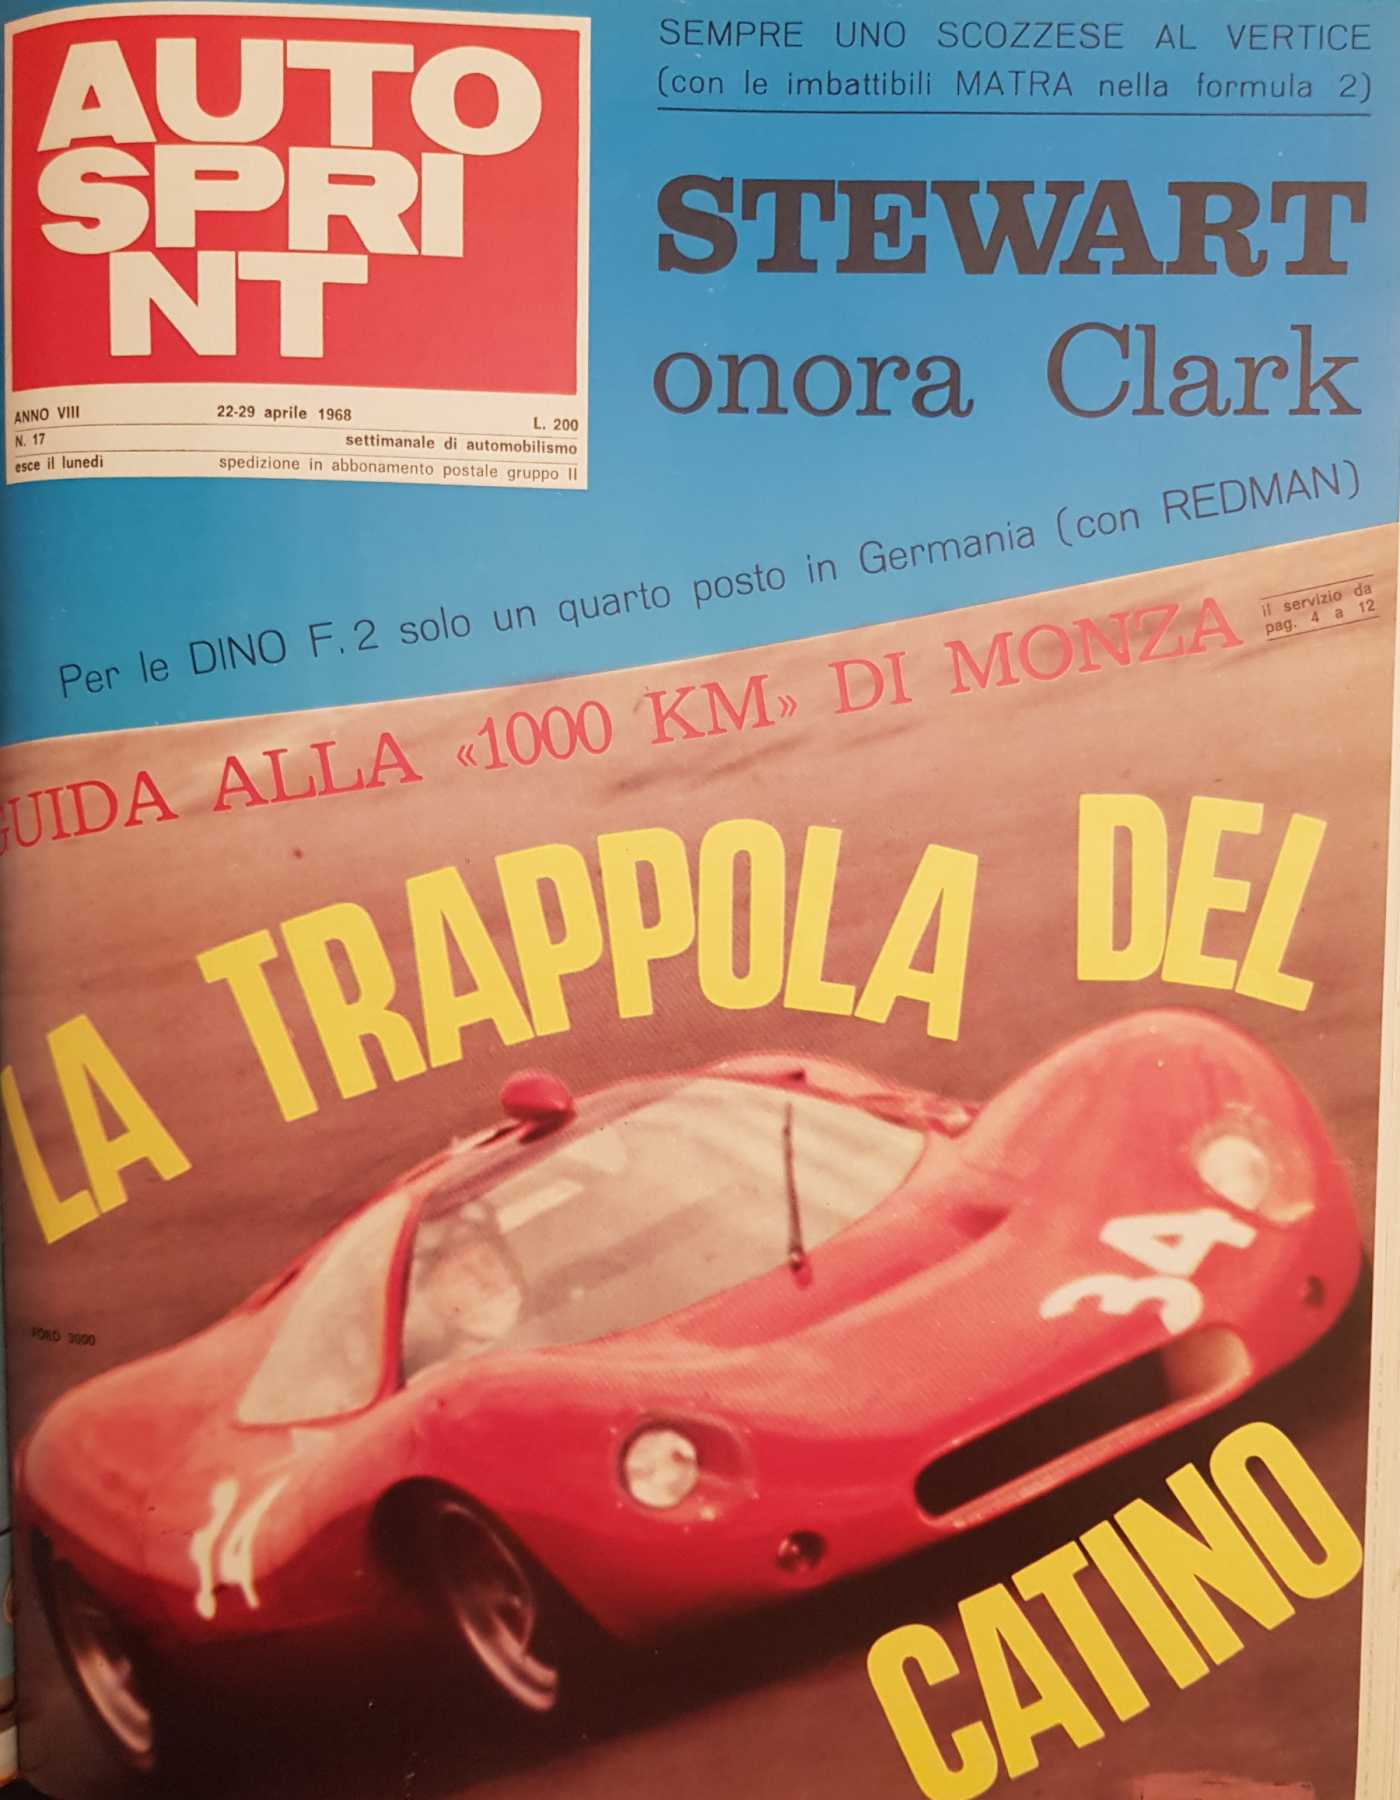 AUTO
SPRI
NT
ANNO VIII 22-29 aprile 1968 L. 200
N. 17 settimanale di automobilismo
esce il lunedì spedizione in abbonamento postale gruppo II
SEMPRE UNO SCOZZESE AL VERTICE
(con le imbattibili MATRA nella formula 2)
STEWART
onora Clark
Per le DINO F.2 solo un quarto posto in Germania (con REDMAN)
GUIDA ALLA «1000 KM» DI MONZA
il servizio da
pag. 4 a 12
LA TRAPPOLA DEL
34
FORD 3000
CATINO